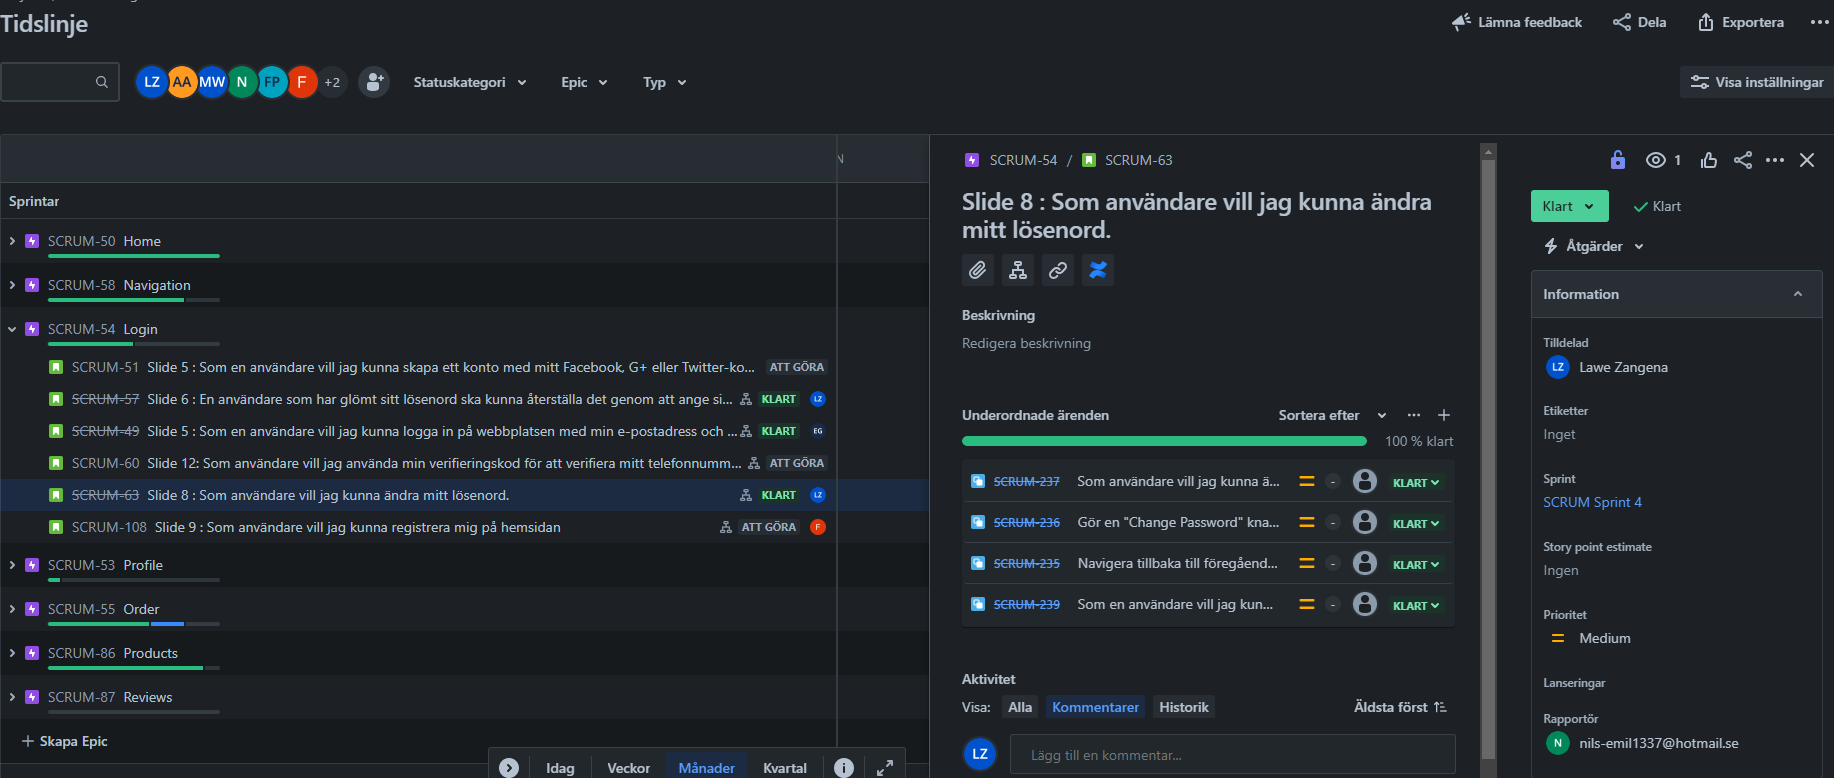 Tidslinje
Lämna feedback
Dela
Exportera
LZ
AA
MW
N
FP
F
+2
Statuskategori
Epic
Typ
Visa inställningar
Sprintar
SCRUM-50 Home
SCRUM-58 Navigation
SCRUM-54 Login
SCRUM-51 Slide 5 : Som en användare vill jag kunna skapa ett konto med mitt Facebook, G+ eller Twitter-ko... ATT GÖRA
SCRUM-57 Slide 6 : En användare som har glömt sitt lösenord ska kunna återställa det genom att ange si... KLART LZ
SCRUM-49 Slide 5 : Som en användare vill jag kunna logga in på webbplatsen med min e-postadress och ... KLART EG
SCRUM-60 Slide 12: Som användare vill jag använda min verifieringskod för att verifiera mitt telefonnumm... ATT GÖRA
SCRUM-63 Slide 8 : Som användare vill jag kunna ändra mitt lösenord. KLART LZ
SCRUM-108 Slide 9 : Som användare vill jag kunna registrera mig på hemsidan ATT GÖRA F
SCRUM-53 Profile
SCRUM-55 Order
SCRUM-86 Products
SCRUM-87 Reviews
+ Skapa Epic
Idag
Veckor
Månader
Kvartal
SCRUM-54 / SCRUM-63
Slide 8 : Som användare vill jag kunna ändra
mitt lösenord.
Beskrivning
Redigera beskrivning
Underordnade ärenden
Sortera efter
100 % klart
SCRUM-237 Som användare vill jag kunna ä... - KLART
SCRUM-236 Gör en "Change Password" kna... - KLART
SCRUM-235 Navigera tillbaka till föregåend... - KLART
SCRUM-239 Som en användare vill jag kun... - KLART
Aktivitet
Visa: Alla Kommentarer Historik Äldsta först
LZ Lägg till en kommentar...
1
Klart
Klart
Åtgärder
Information
Tilldelad
LZ Lawe Zangena
Etiketter
Inget
Sprint
SCRUM Sprint 4
Story point estimate
Ingen
Prioritet
Medium
Lanseringar
Rapportör
N nils-emil1337@hotmail.se